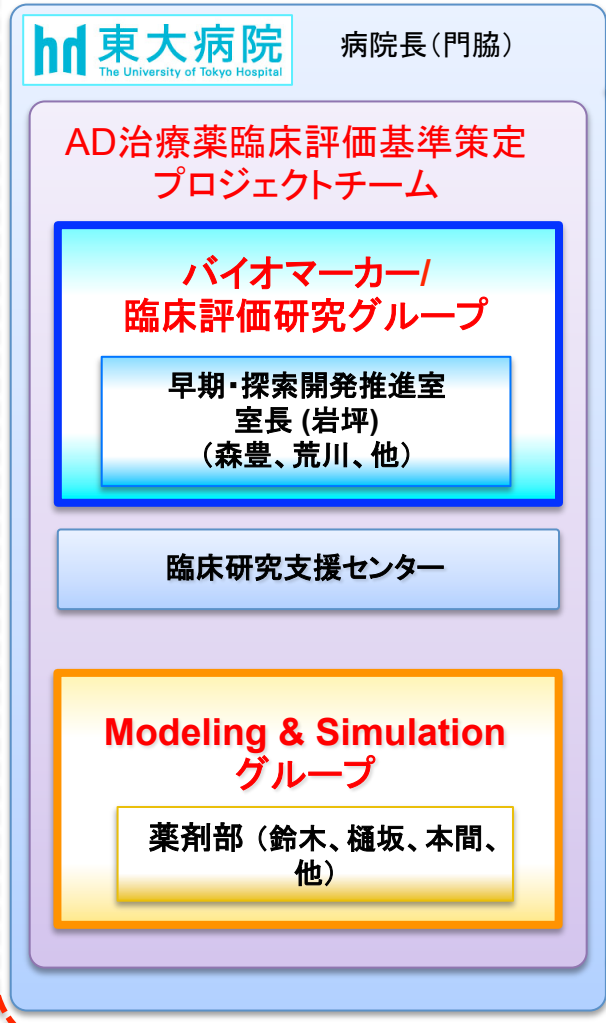 東大病院
The University of Tokyo Hospital
病院長（門脇）
AD治療薬臨床評価基準策定
プロジェクトチーム
バイオマーカー/
臨床評価研究グループ
早期・探索開発推進室
室長 (岩坪)
（森豊、荒川、他）
臨床研究支援センター
Modeling & Simulation
グループ
薬剤部（鈴木、樋坂、本間、
他）